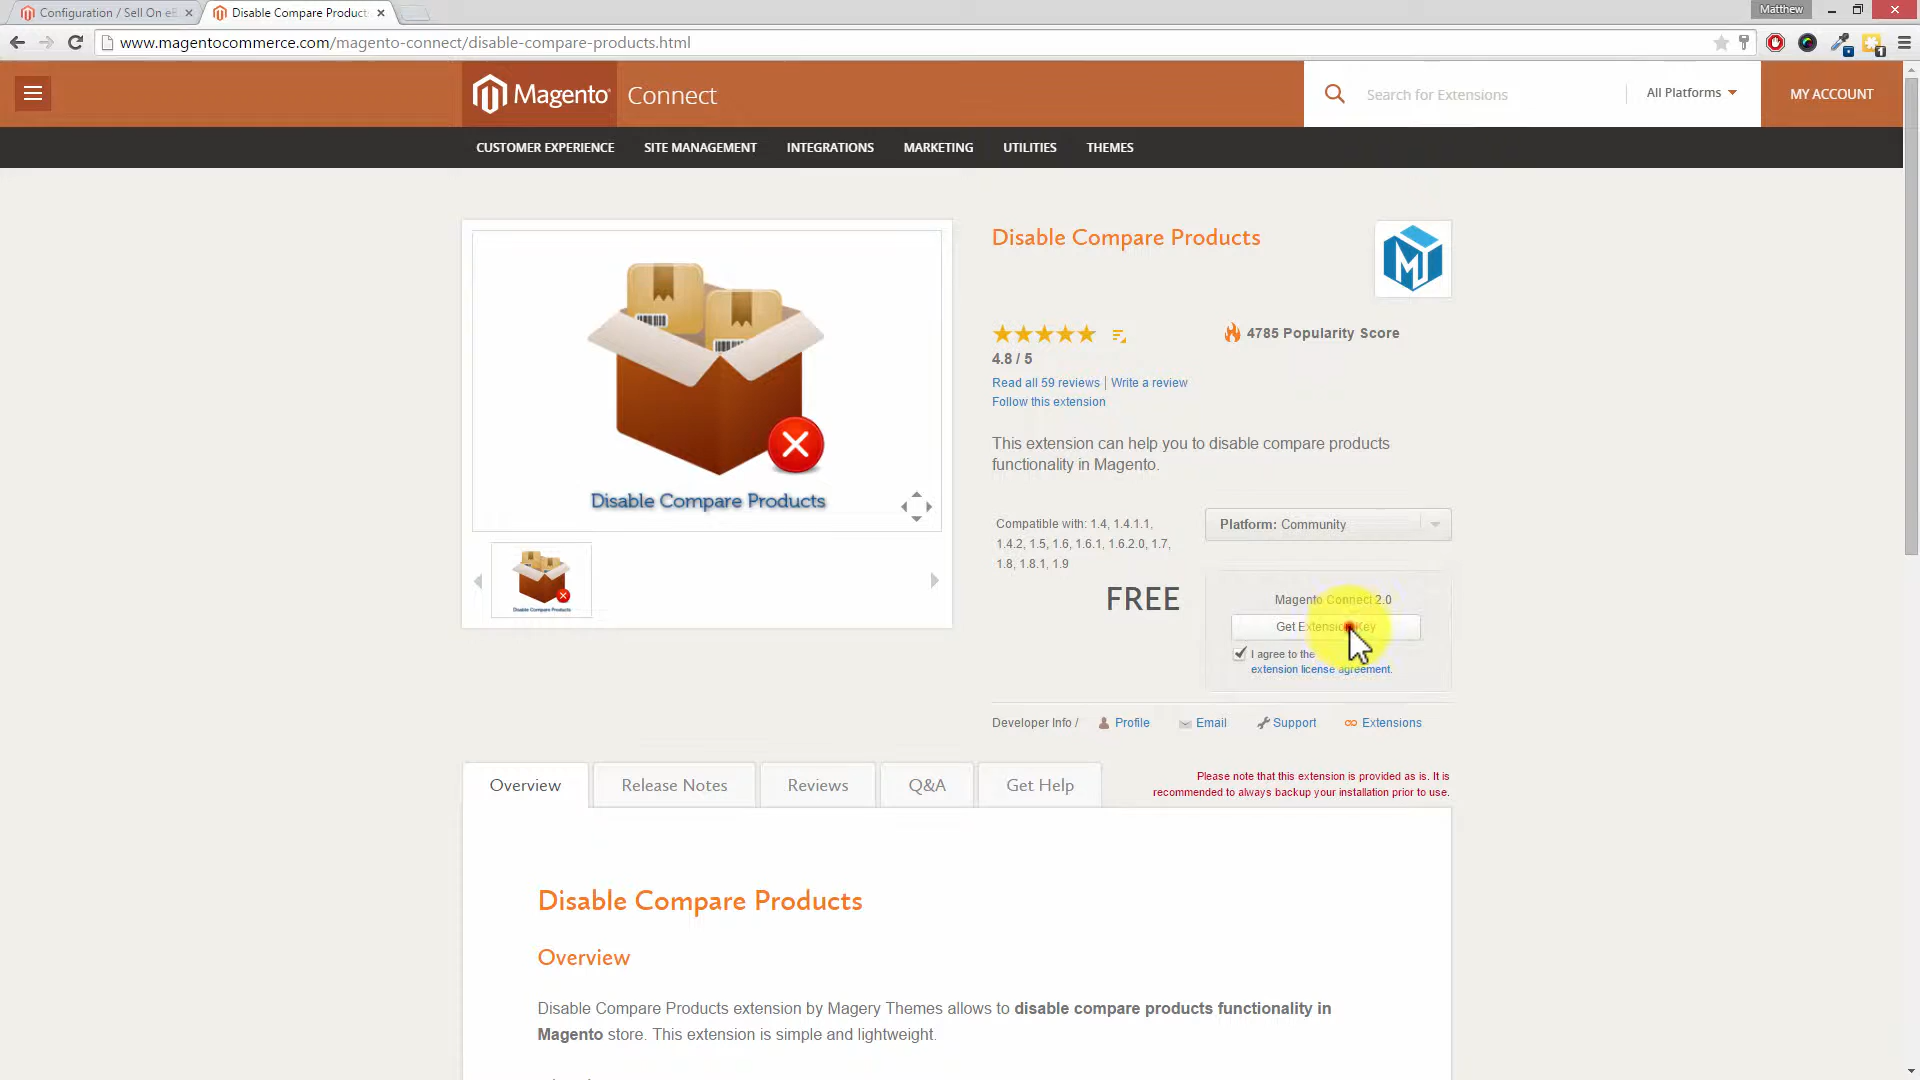 Configuration / Sell On eB
Disable Compare Product
Matthew
www.magentocommerce.com/magento-connect/disable-compare-products.html
Magento Connect
Search for Extensions
All Platforms
MY ACCOUNT
CUSTOMER EXPERIENCE SITE MANAGEMENT INTEGRATIONS MARKETING UTILITIES THEMES
Disable Compare Products
Disable Compare Products
4785 Popularity Score
4.8 / 5
Read all 59 reviews | Write a review
Follow this extension
This extension can help you to disable compare products
functionality in Magento.
Compatible with: 1.4, 1.4.1.1,
1.4.2, 1.5, 1.6, 1.6.1, 1.6.2.0, 1.7,
1.8, 1.8.1, 1.9
Platform: Community
FREE
Magento Connect 2.0
Get Extension Key
I agree to the
extension license agreement.
Developer Info / Profile Email Support Extensions
Overview Release Notes Reviews Q&A Get Help
Please note that this extension is provided as is. It is
recommended to always backup your installation prior to use.
Disable Compare Products
Overview
Disable Compare Products extension by Magery Themes allows to disable compare products functionality in
Magento store. This extension is simple and lightweight.